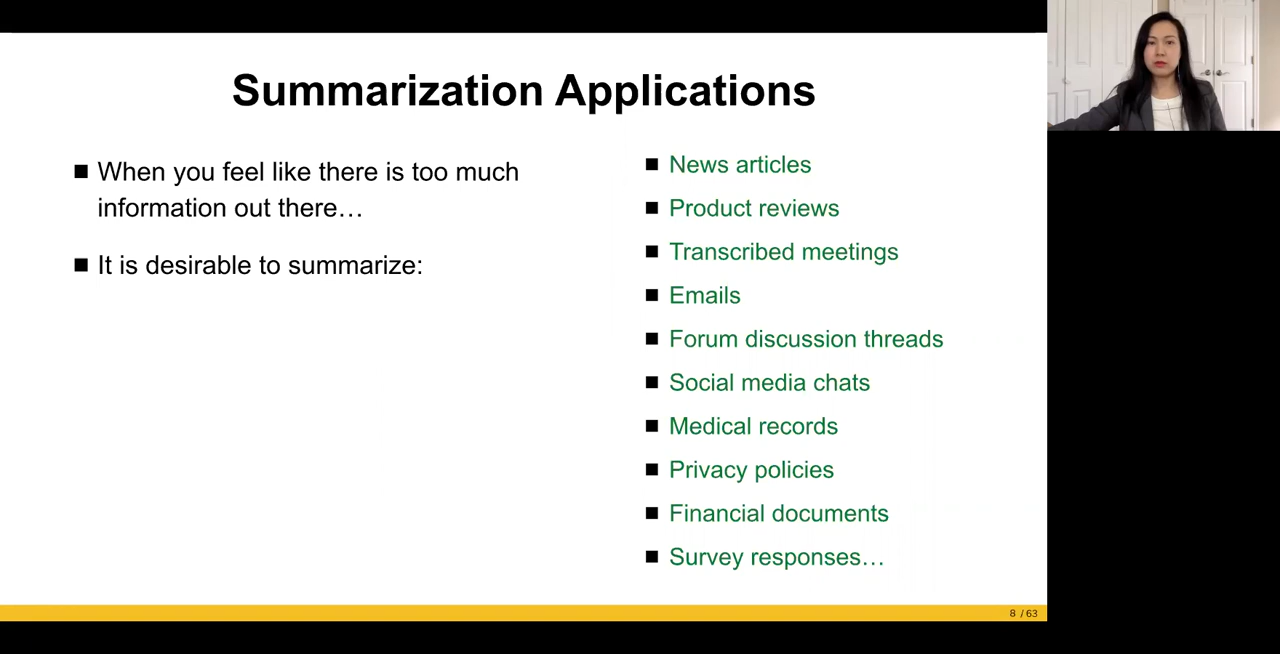 Summarization Applications
■ When you feel like there is too much
information out there…
■ It is desirable to summarize:
■ News articles
■ Product reviews
■ Transcribed meetings
■ Emails
■ Forum discussion threads
■ Social media chats
■ Medical records
■ Privacy policies
■ Financial documents
■ Survey responses…
8 / 63